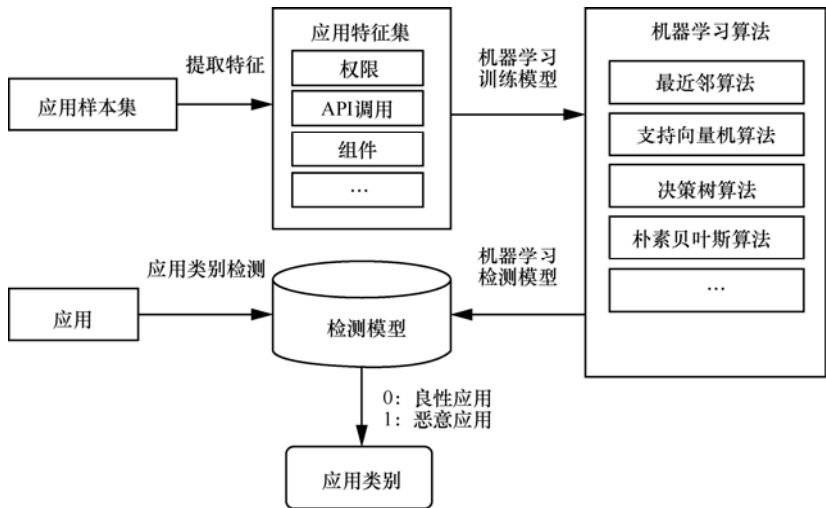 应用样本集
提取特征
应用特征集
权限
API调用
组件
…
机器学习
训练模型
机器学习算法
最近邻算法
支持向量机算法
决策树算法
朴素贝叶斯算法
…
应用
应用类别检测
检测模型
机器学习
检测模型
0：良性应用
1：恶意应用
应用类别